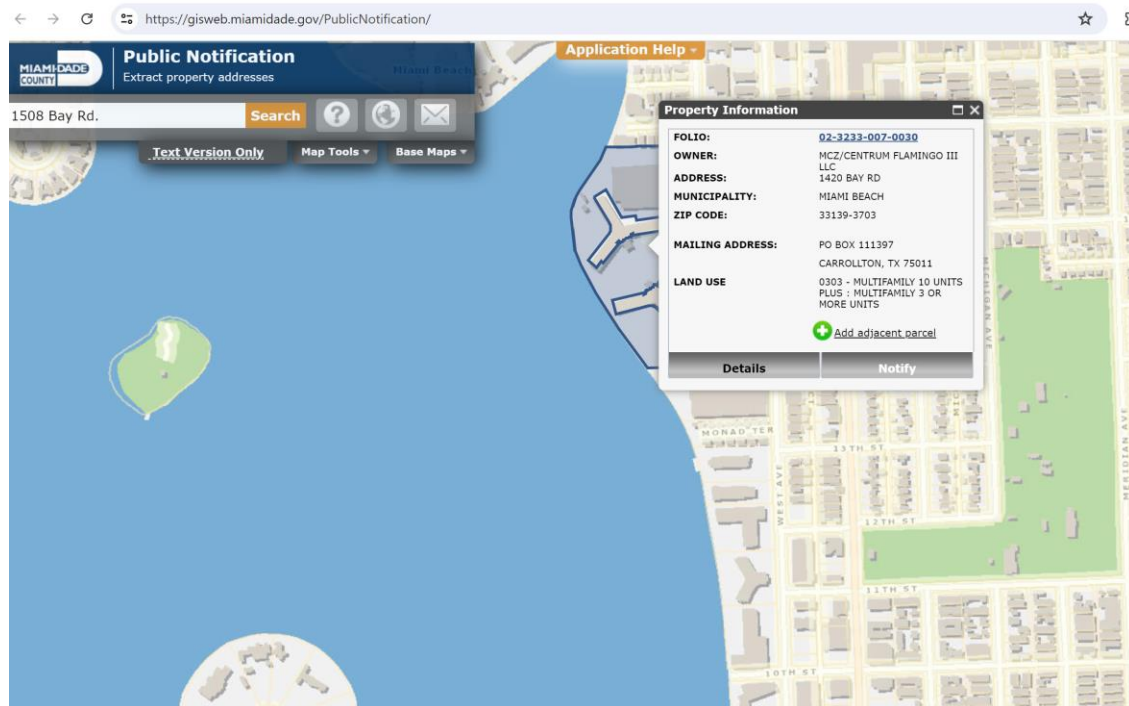 https://gisweb.miamidade.gov/PublicNotification/
MIAMI-DADE
COUNTY
Public Notification
Extract property addresses
Miami Beach
Application Help
1508 Bay Rd.
Search
?
Text Version Only
Map Tools
Base Maps
Property Information
FOLIO: 02-3233-007-0030
OWNER: MCZ/CENTRUM FLAMINGO III
LLC
ADDRESS: 1420 BAY RD
MUNICIPALITY: MIAMI BEACH
ZIP CODE: 33139-3703
MAILING ADDRESS: PO BOX 111397
CARROLLTON, TX 75011
LAND USE 0303 - MULTIFAMILY 10 UNITS
PLUS : MULTIFAMILY 3 OR
MORE UNITS
Add adjacent parcel
Details
Notify
MICHIGAN AVE
MONAD TER
13TH ST
WEST AVE
MERIDIAN AVE
12TH ST
11TH ST
10TH ST